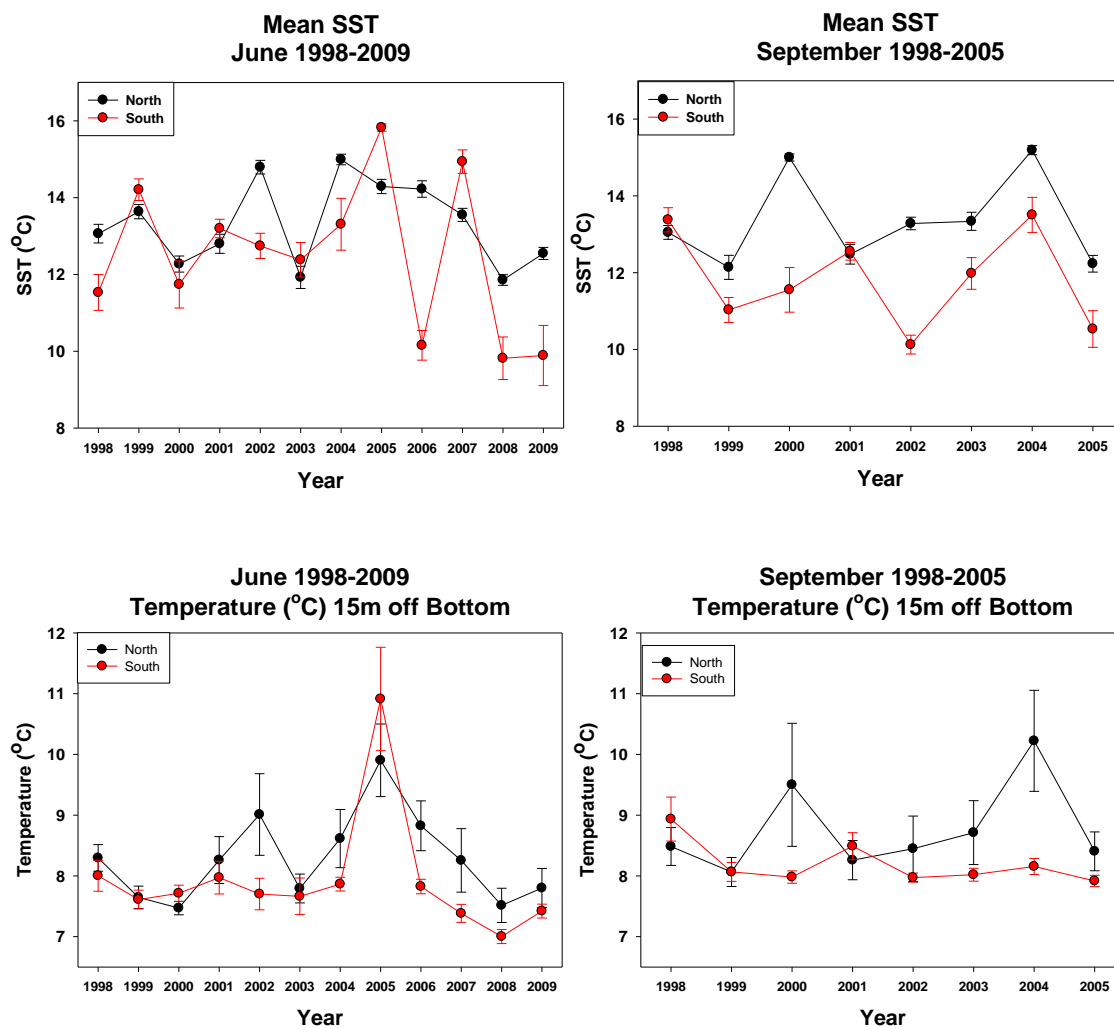 Mean SST
June 1998-2009
North
South
16
14
12
10
8
SST (°C)
1998 1999 2000 2001 2002 2003 2004 2005 2006 2007 2008 2009
Year
Mean SST
September 1998-2005
North
South
16
14
12
10
8
SST (°C)
1998 1999 2000 2001 2002 2003 2004 2005
Year
June 1998-2009
Temperature (°C) 15m off Bottom
North
South
12
11
10
9
8
7
Temperature (°C)
1998 1999 2000 2001 2002 2003 2004 2005 2006 2007 2008 2009
Year
September 1998-2005
Temperature (°C) 15m off Bottom
North
South
12
11
10
9
8
7
Temperature (°C)
1998 1999 2000 2001 2002 2003 2004 2005
Year